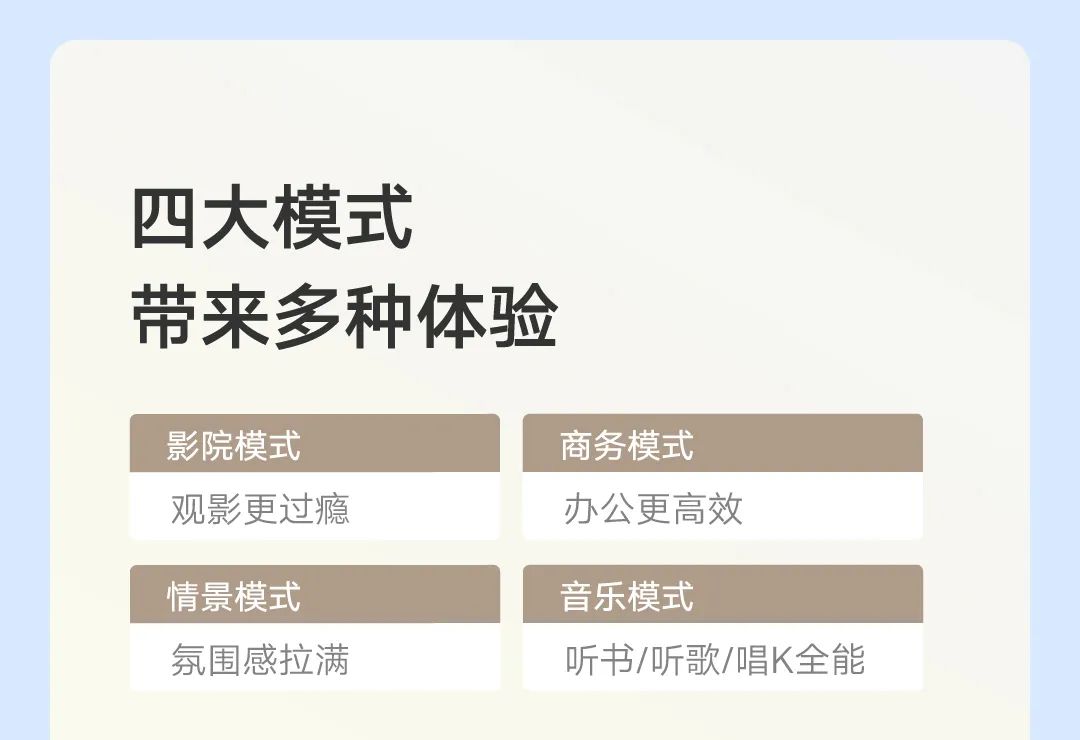 四大模式
带来多种体验
影院模式
观影更过瘾
商务模式
办公更高效
情景模式
氛围感拉满
音乐模式
听书/听歌/唱K全能